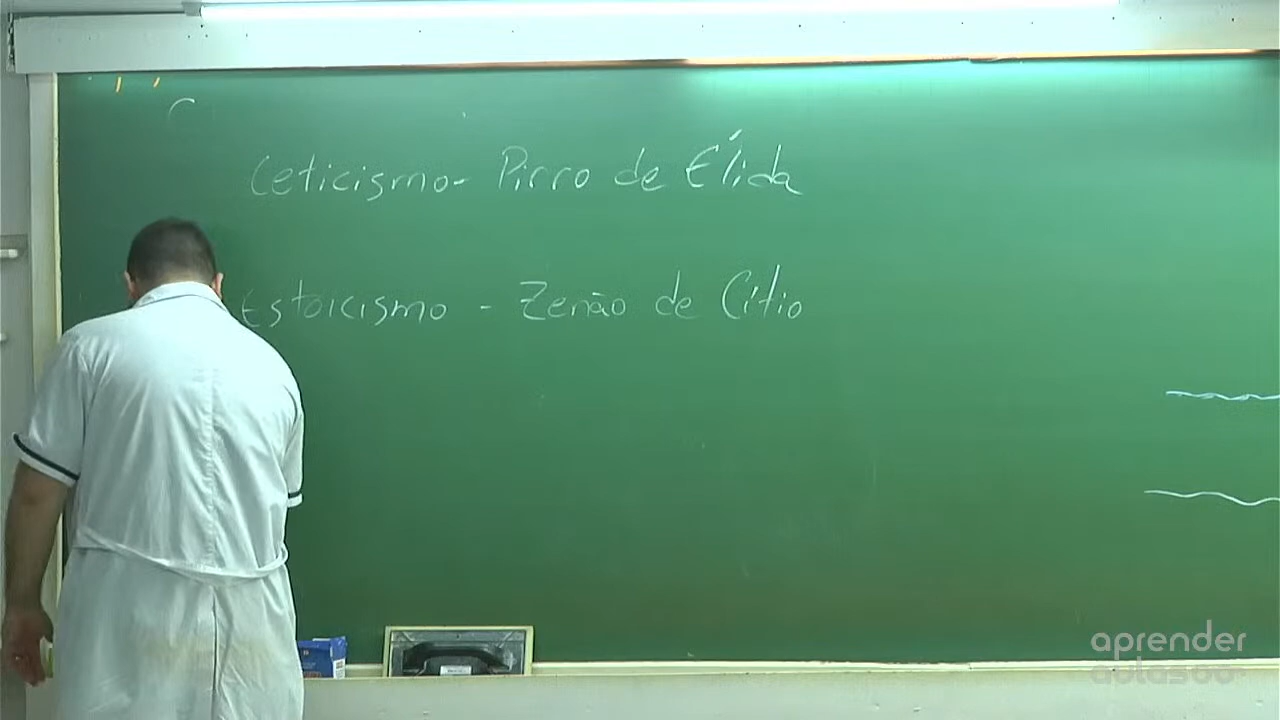 Ceticismo - Pirro de Élida
Estoicismo - Zenão de Cítio
aprender